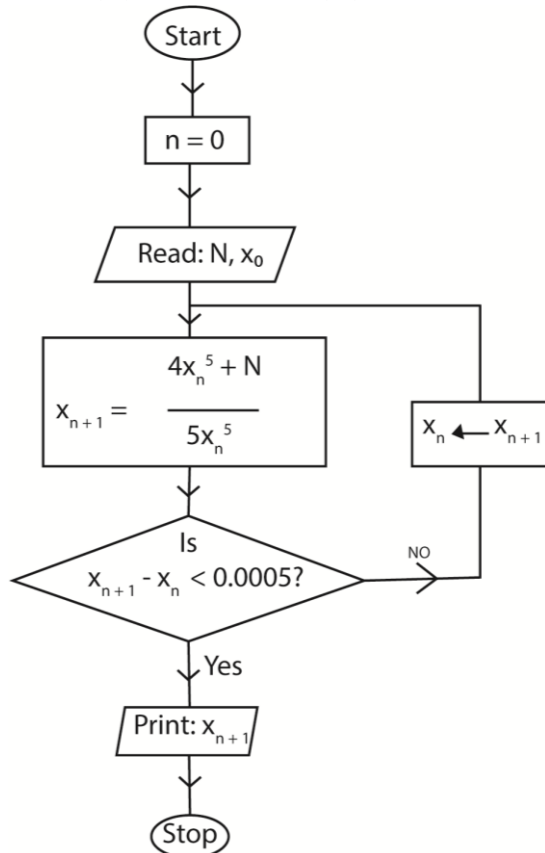 Start
n = 0
Read: N, x₀
xₙ₊₁ = (4xₙ⁵ + N) / (5xₙ⁵)
xₙ ← xₙ₊₁
Is
xₙ₊₁ - xₙ < 0.0005?
NO
Yes
Print: xₙ₊₁
Stop